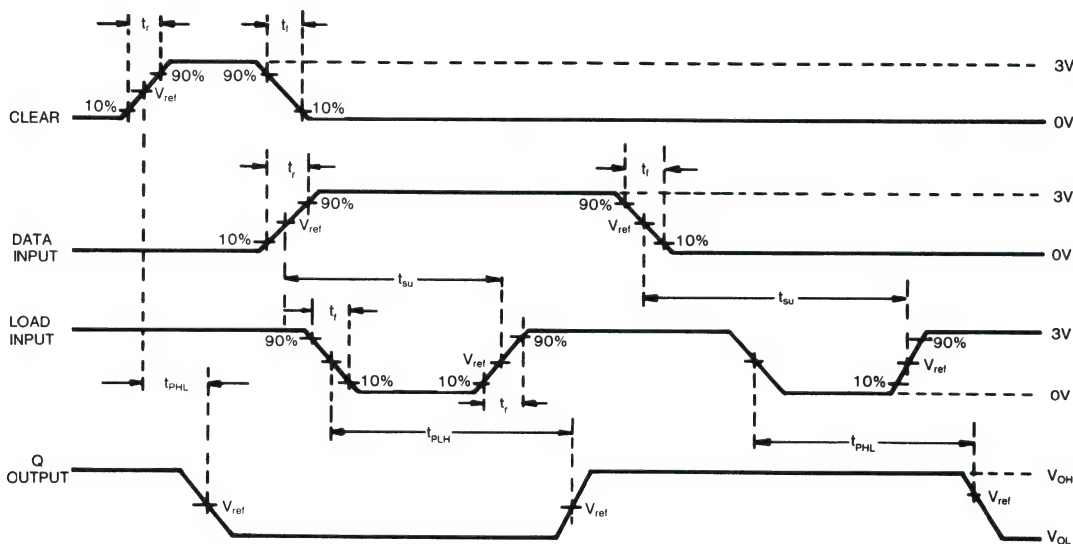 tr tf
90% 90% 3V
Vref
CLEAR 10% 10% 0V
tr tf
90% 90% 3V
Vref Vref
DATA
INPUT 10% 10% 0V
tsu tsu
LOAD
INPUT tf 3V
90% 90% 90%
Vref Vref
10% 10% 10% 0V
tPHL tr
tPLH tPHL
Q
OUTPUT VOH
Vref Vref Vref
VOL